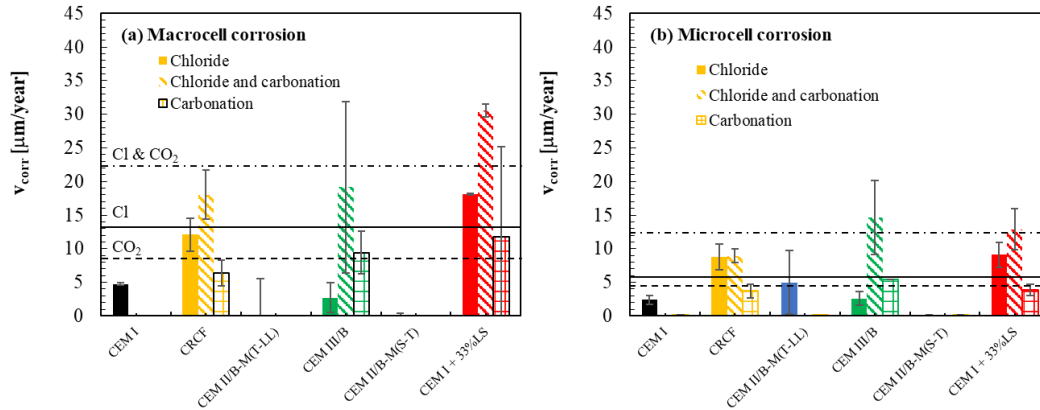 (a) Macrocell corrosion
Chloride
Chloride and carbonation
Carbonation
v_corr [µm/year]
45
40
35
30
25
20
15
10
5
0
Cl & CO₂
Cl
CO₂
CEM I
CRCF
CEM II/B-M(T-LL)
CEM III/B
CEM II/B-M(S-T)
CEM I + 33%LS
(b) Microcell corrosion
Chloride
Chloride and carbonation
Carbonation
v_corr [µm/year]
45
40
35
30
25
20
15
10
5
0
CEM I
CRCF
CEM II/B-M(T-LL)
CEM III/B
CEM II/B-M(S-T)
CEM I + 33%LS